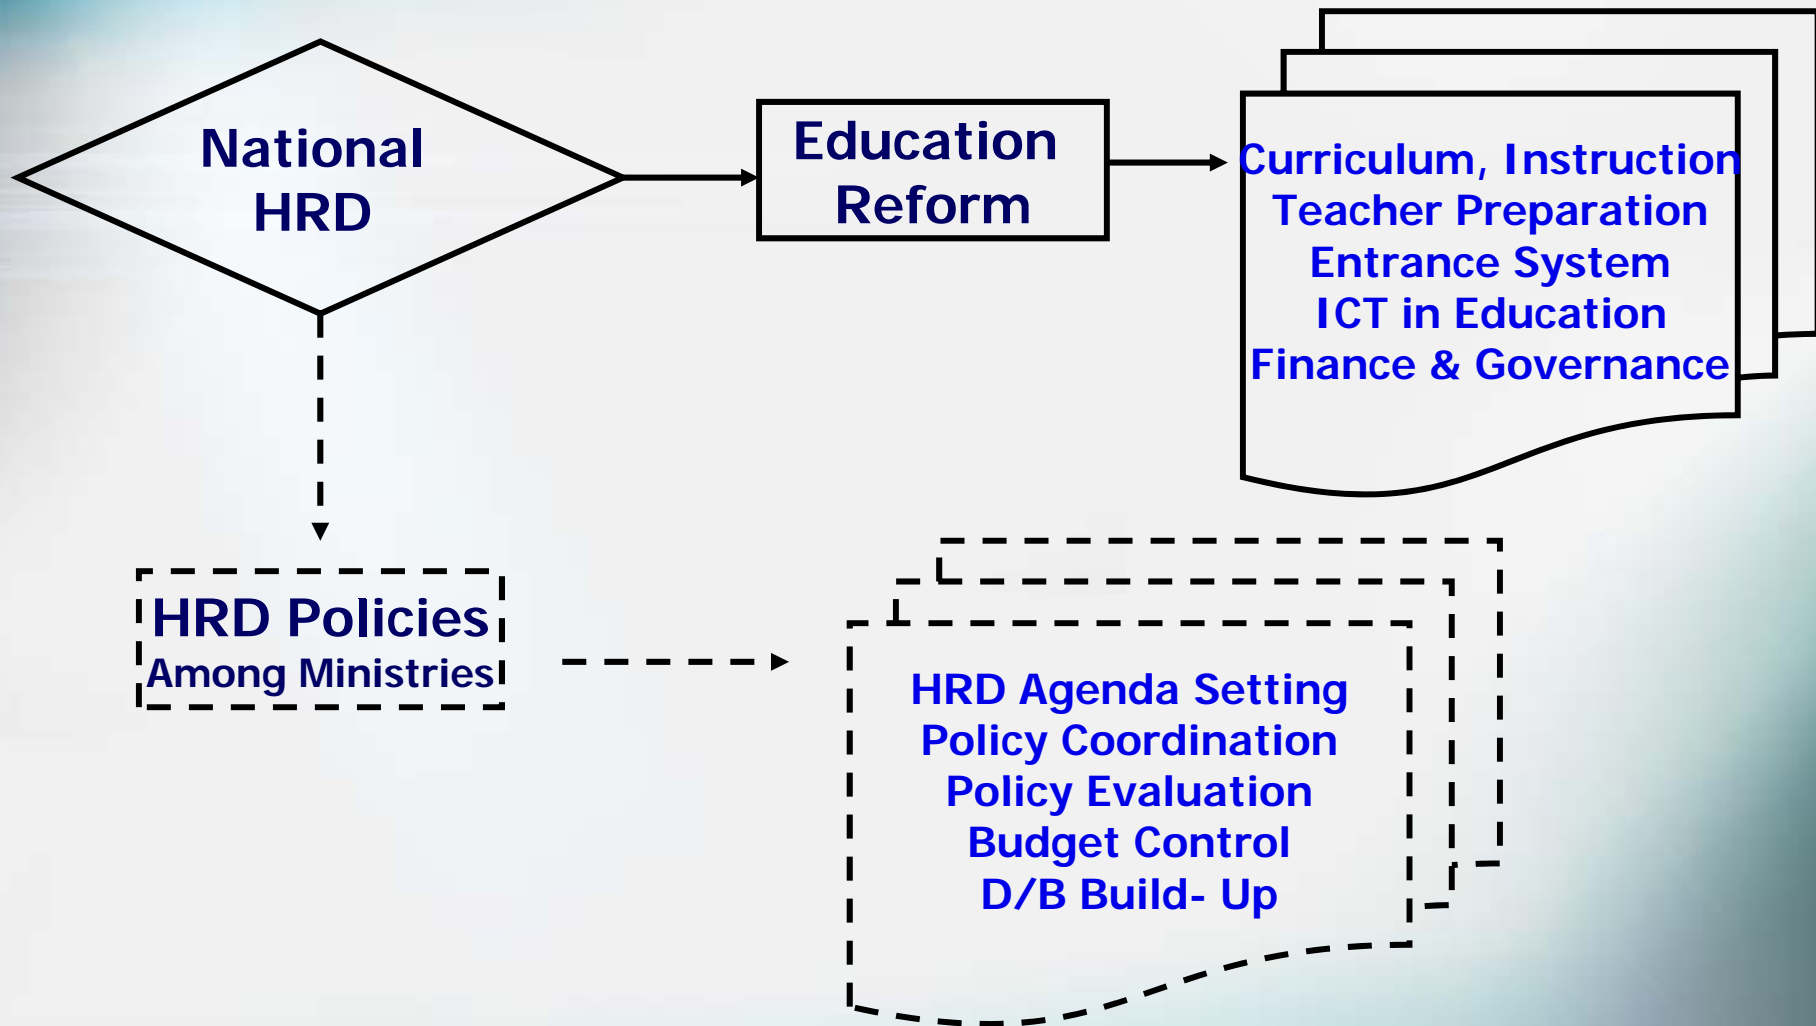 National
HRD
Education
Reform
Curriculum, Instruction
Teacher Preparation
Entrance System
ICT in Education
Finance & Governance
HRD Policies
Among Ministries
HRD Agenda Setting
Policy Coordination
Policy Evaluation
Budget Control
D/B Build- Up